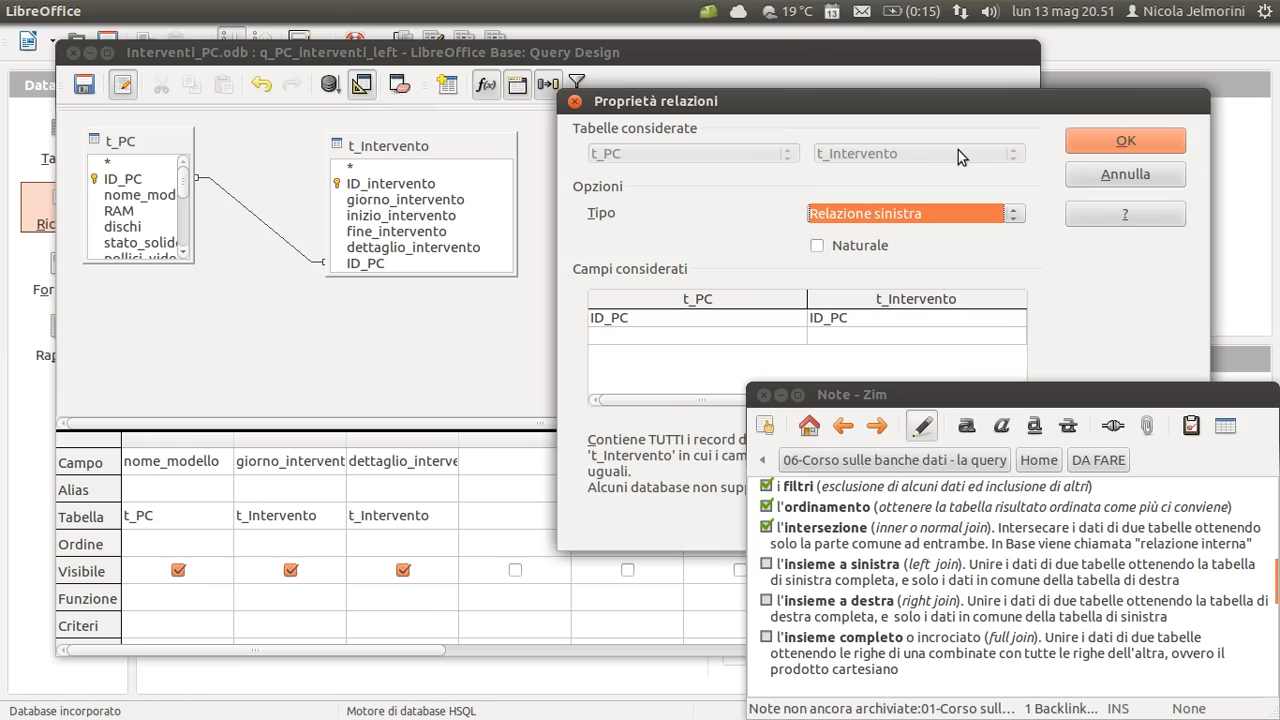 LibreOffice
19 °C
13
(0:15)
lun 13 mag 20.51
Nicola Jelmorini
Interventi_PC.odb : q_PC_interventi_left - LibreOffice Base: Query Design
Data
Ta
Ric
For
Rap
t_PC
*
ID_PC
nome_mod
RAM
dischi
stato_solid
pollici_vide
t_Intervento
*
ID_intervento
giorno_intervento
inizio_intervento
fine_intervento
dettaglio_intervento
ID_PC
Proprietà relazioni
Tabelle considerate
t_PC
t_Intervento
OK
Annulla
?
Opzioni
Tipo
Relazione sinistra
Naturale
Campi considerati
t_PC t_Intervento
ID_PC ID_PC
Contiene TUTTI i record d
't_Intervento' in cui i cam
uguali.
Alcuni database non supp
Campo nome_modello giorno_intervent dettaglio_interve
Alias
Tabella t_PC t_Intervento t_Intervento
Ordine
Visibile
Funzione
Criteri
Note - Zim
06-Corso sulle banche dati - la query Home DA FARE
i filtri (esclusione di alcuni dati ed inclusione di altri)
l'ordinamento (ottenere la tabella risultato ordinata come più ci conviene)
l'intersezione (inner o normal join). Intersecare i dati di due tabelle ottenendo
solo la parte comune ad entrambe. In Base viene chiamata "relazione interna"
l'insieme a sinistra (left join). Unire i dati di due tabelle ottenendo la tabella
di sinistra completa, e solo i dati in comune della tabella di destra
l'insieme a destra (right join). Unire i dati di due tabelle ottenendo la tabella di
destra completa, e solo i dati in comune della tabella di sinistra
l'insieme completo o incrociato (full join). Unire i dati di due tabelle
ottenendo le righe di una combinate con tutte le righe dell'altra, ovvero il
prodotto cartesiano
Note non ancora archiviate:01-Corso sull... 1 Backlink... INS None
Database incorporato
Motore di database HSQL